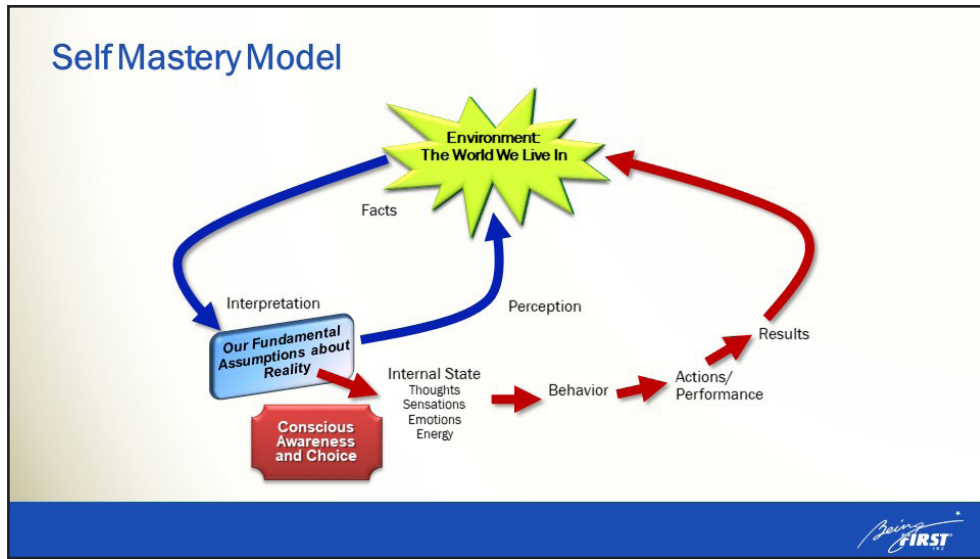 Self Mastery Model
Environment:
The World We Live In
Facts
Interpretation
Perception
Our Fundamental
Assumptions about
Reality
Internal State
Thoughts
Sensations
Emotions
Energy
Behavior
Actions/
Performance
Results
Conscious
Awareness
and Choice
Being
FIRST
INC